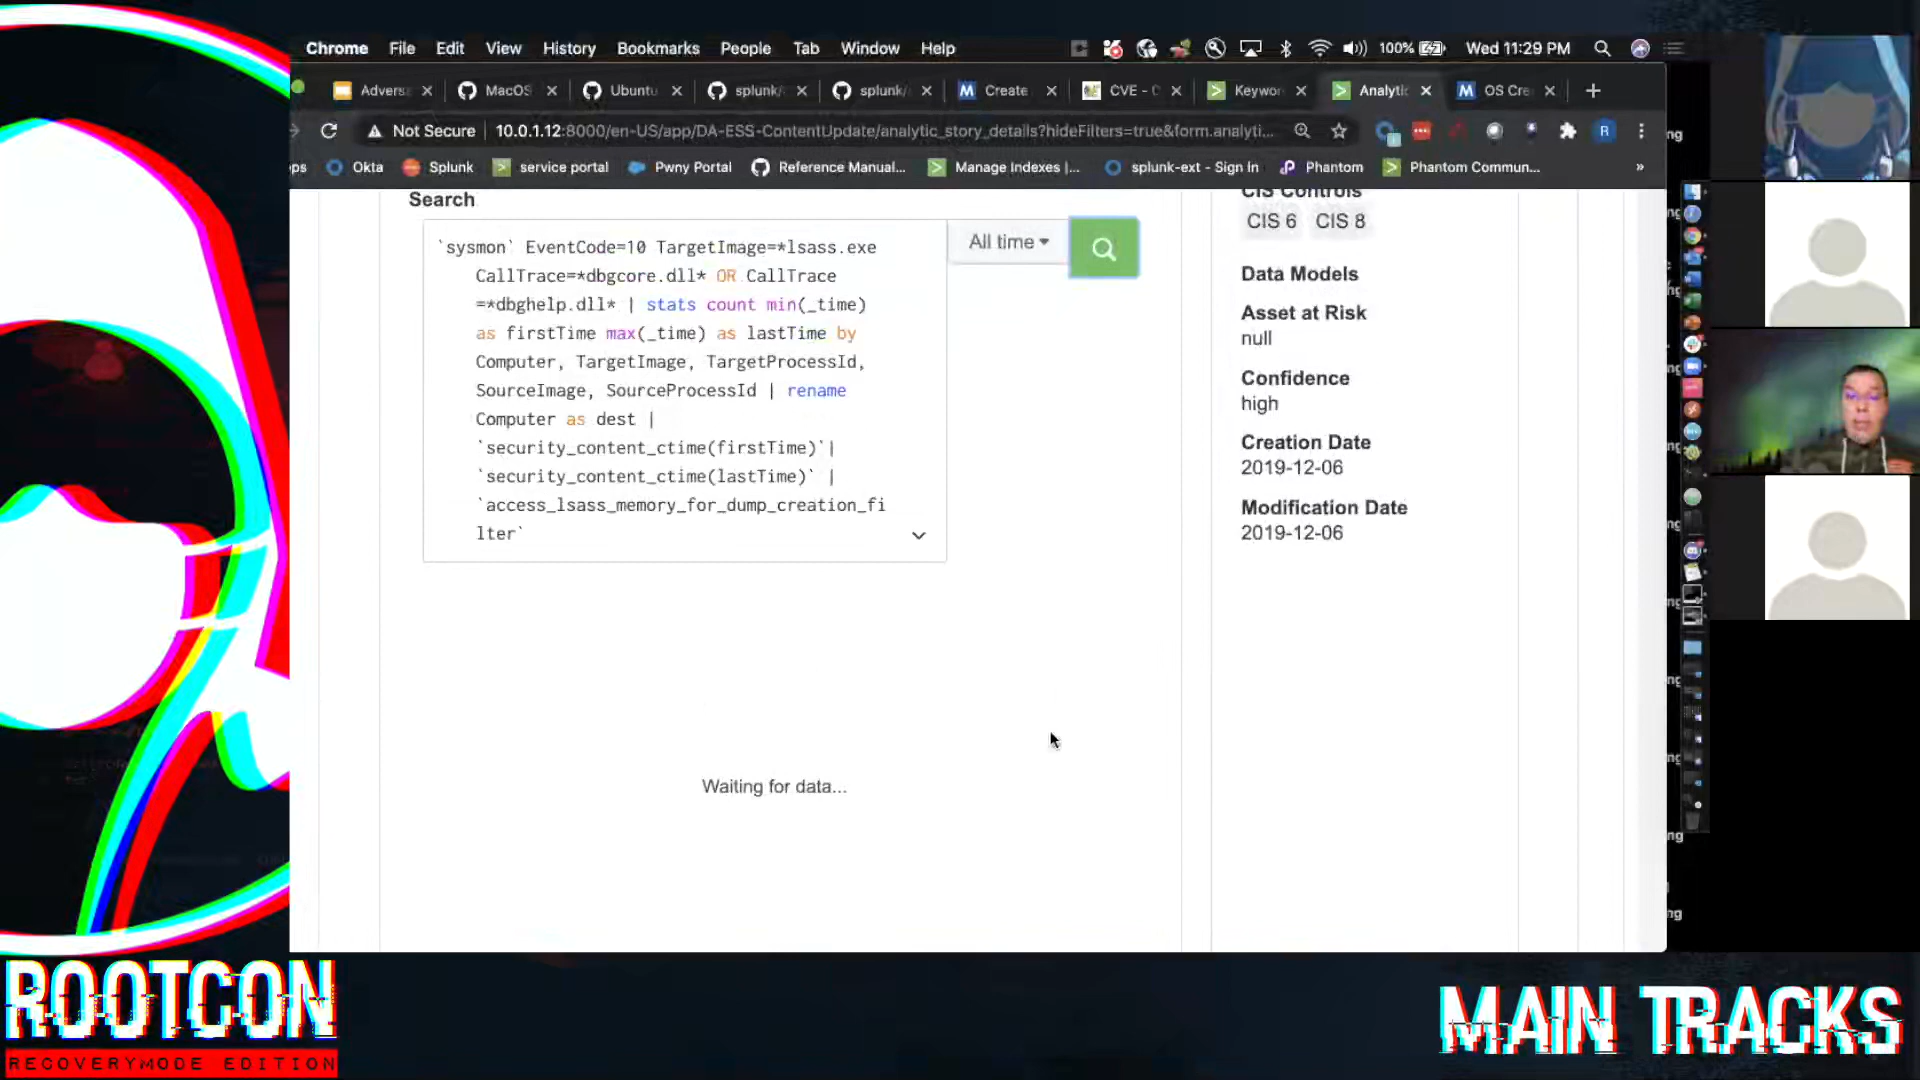 Chrome File Edit View History Bookmarks People Tab Window Help 100% Wed 11:29 PM
Advers MacOS Ubuntu splunk/ splunk/ Create CVE - C Keywor Analytic OS Cre
Not Secure 10.0.1.12:8000/en-US/app/DA-ESS-ContentUpdate/analytic_story_details?hideFilters=true&form.analyti...
ps Okta Splunk service portal Pwny Portal Reference Manual... Manage Indexes |... splunk-ext - Sign In Phantom Phantom Commun... »
Search
`sysmon` EventCode=10 TargetImage=*lsass.exe
CallTrace=*dbgcore.dll* OR CallTrace
=*dbghelp.dll* | stats count min(_time)
as firstTime max(_time) as lastTime by
Computer, TargetImage, TargetProcessId,
SourceImage, SourceProcessId | rename
Computer as dest |
`security_content_ctime(firstTime)`|
`security_content_ctime(lastTime)` |
`access_lsass_memory_for_dump_creation_fi
lter`
All time
Waiting for data...
CIS Controls
CIS 6 CIS 8
Data Models
Asset at Risk
null
Confidence
high
Creation Date
2019-12-06
Modification Date
2019-12-06
ROOTCON
RECOVERYMODE EDITION
MAIN TRACKS